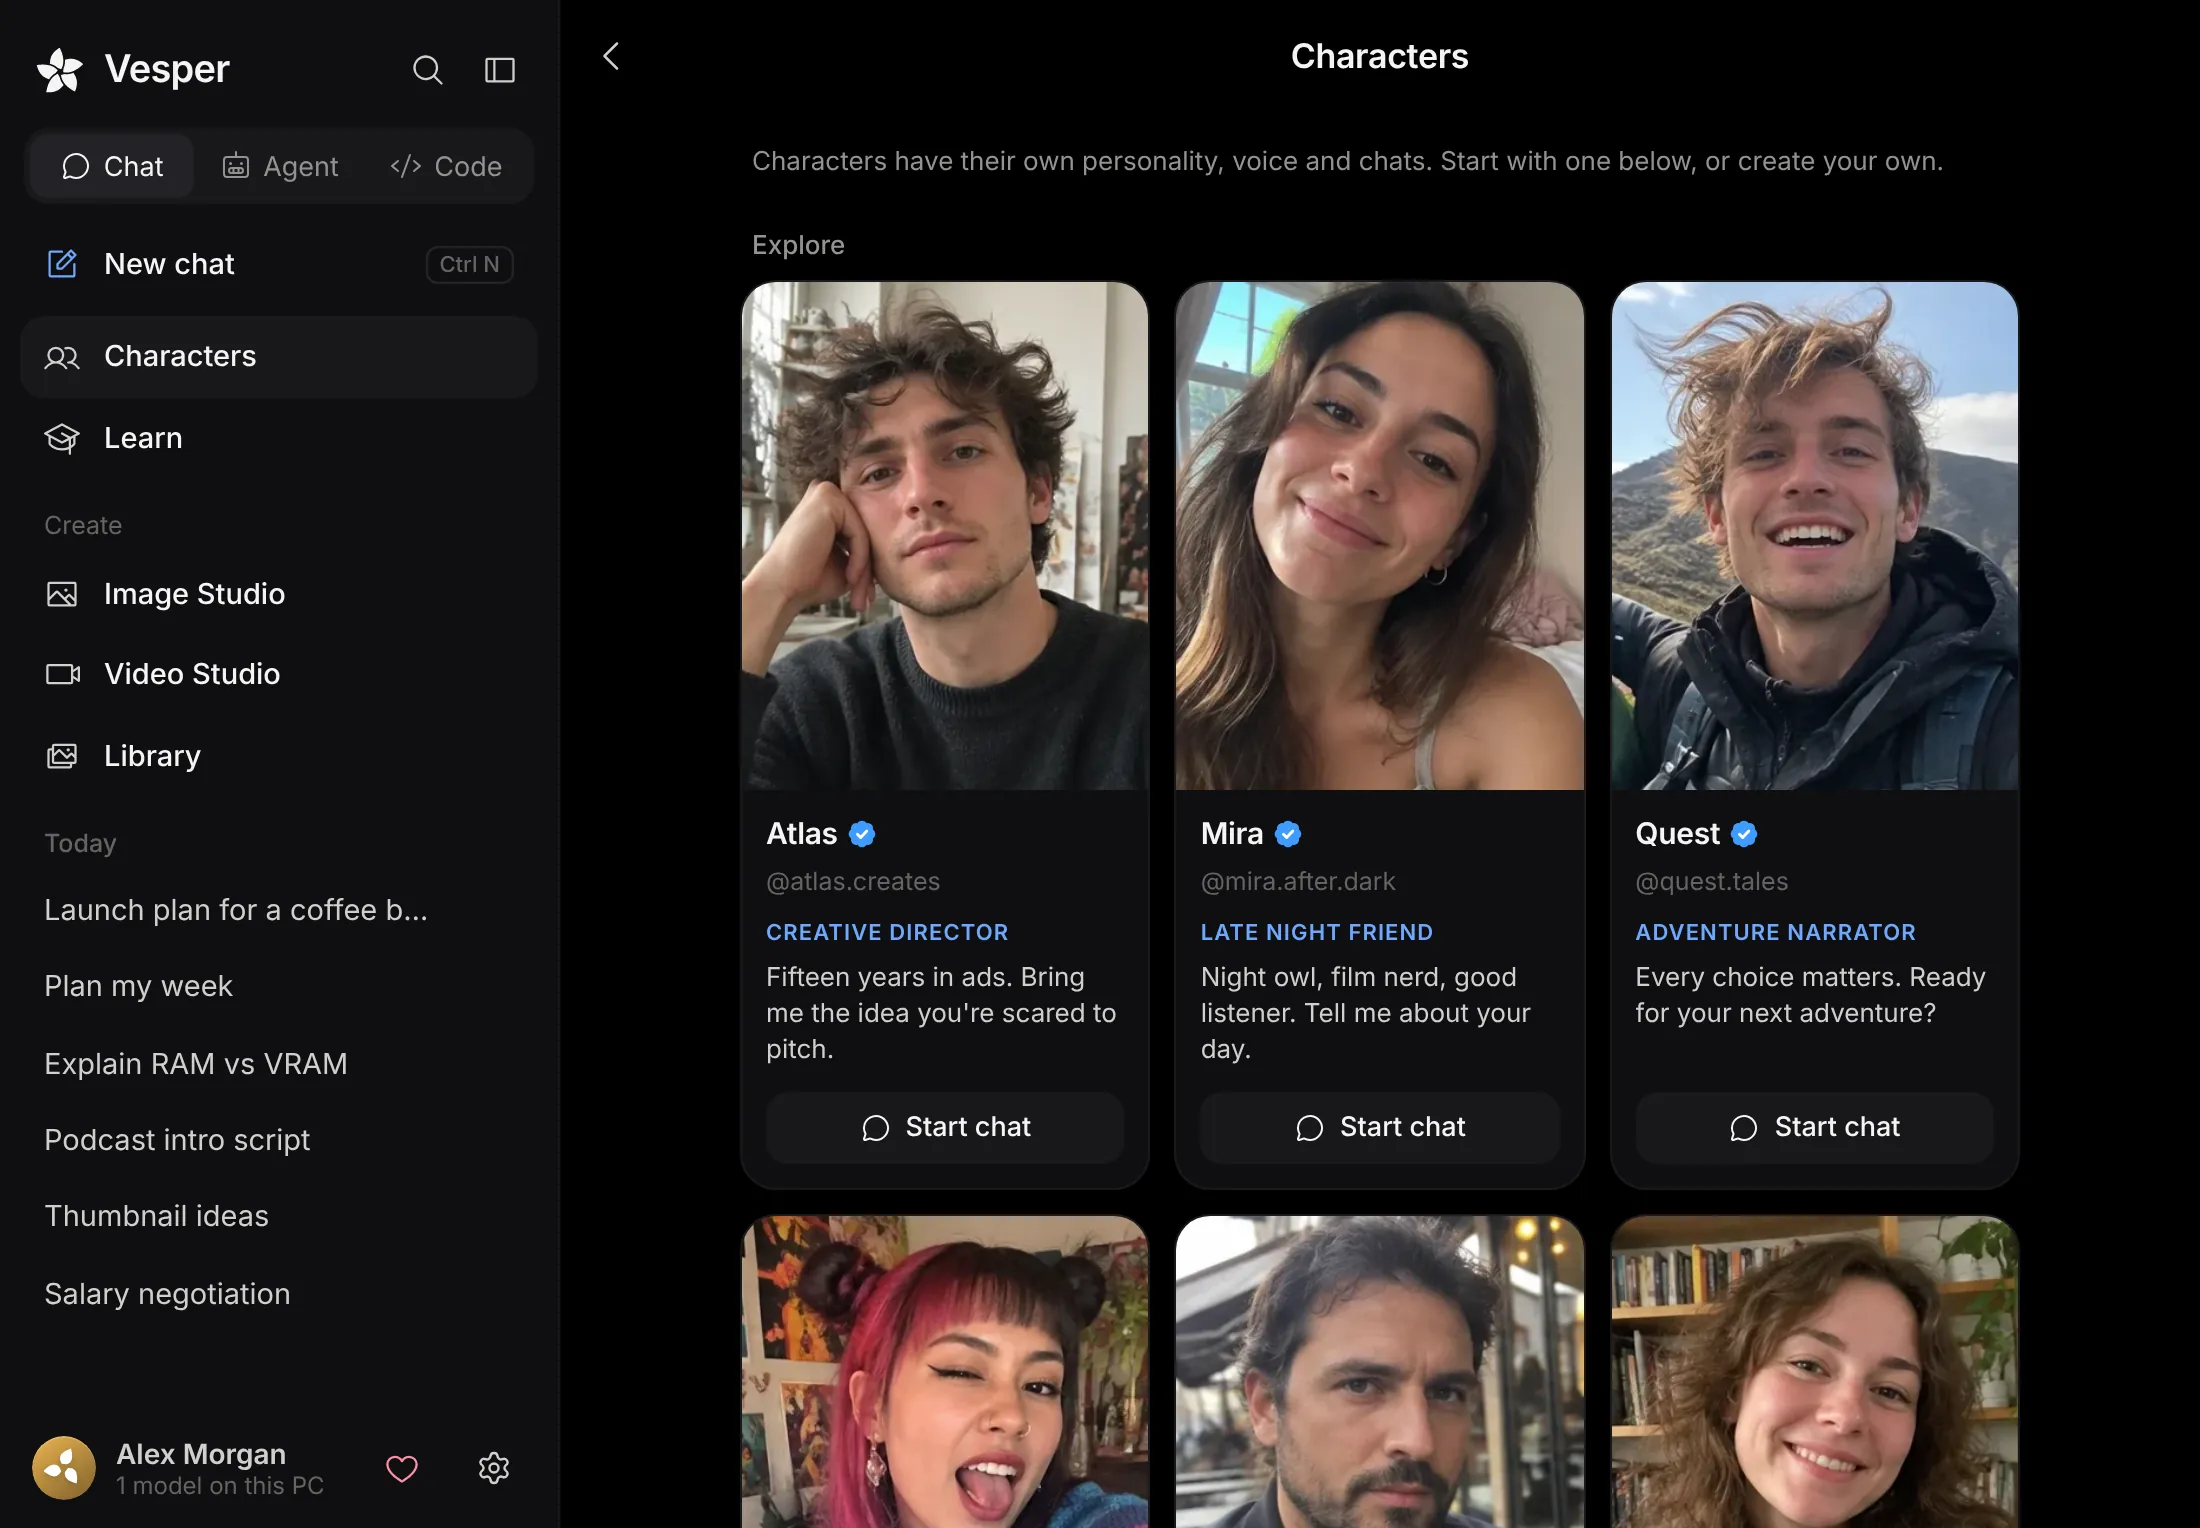 Vesper
Chat
Agent
Code
New chat
Ctrl N
Characters
Learn
Create
Image Studio
Video Studio
Library
Today
Launch plan for a coffee b...
Plan my week
Explain RAM vs VRAM
Podcast intro script
Thumbnail ideas
Salary negotiation
Alex Morgan
1 model on this PC
Characters
Characters have their own personality, voice and chats. Start with one below, or create your own.
Explore
Atlas
@atlas.creates
CREATIVE DIRECTOR
Fifteen years in ads. Bring
me the idea you're scared to
pitch.
Start chat
Mira
@mira.after.dark
LATE NIGHT FRIEND
Night owl, film nerd, good
listener. Tell me about your
day.
Start chat
Quest
@quest.tales
ADVENTURE NARRATOR
Every choice matters. Ready
for your next adventure?
Start chat